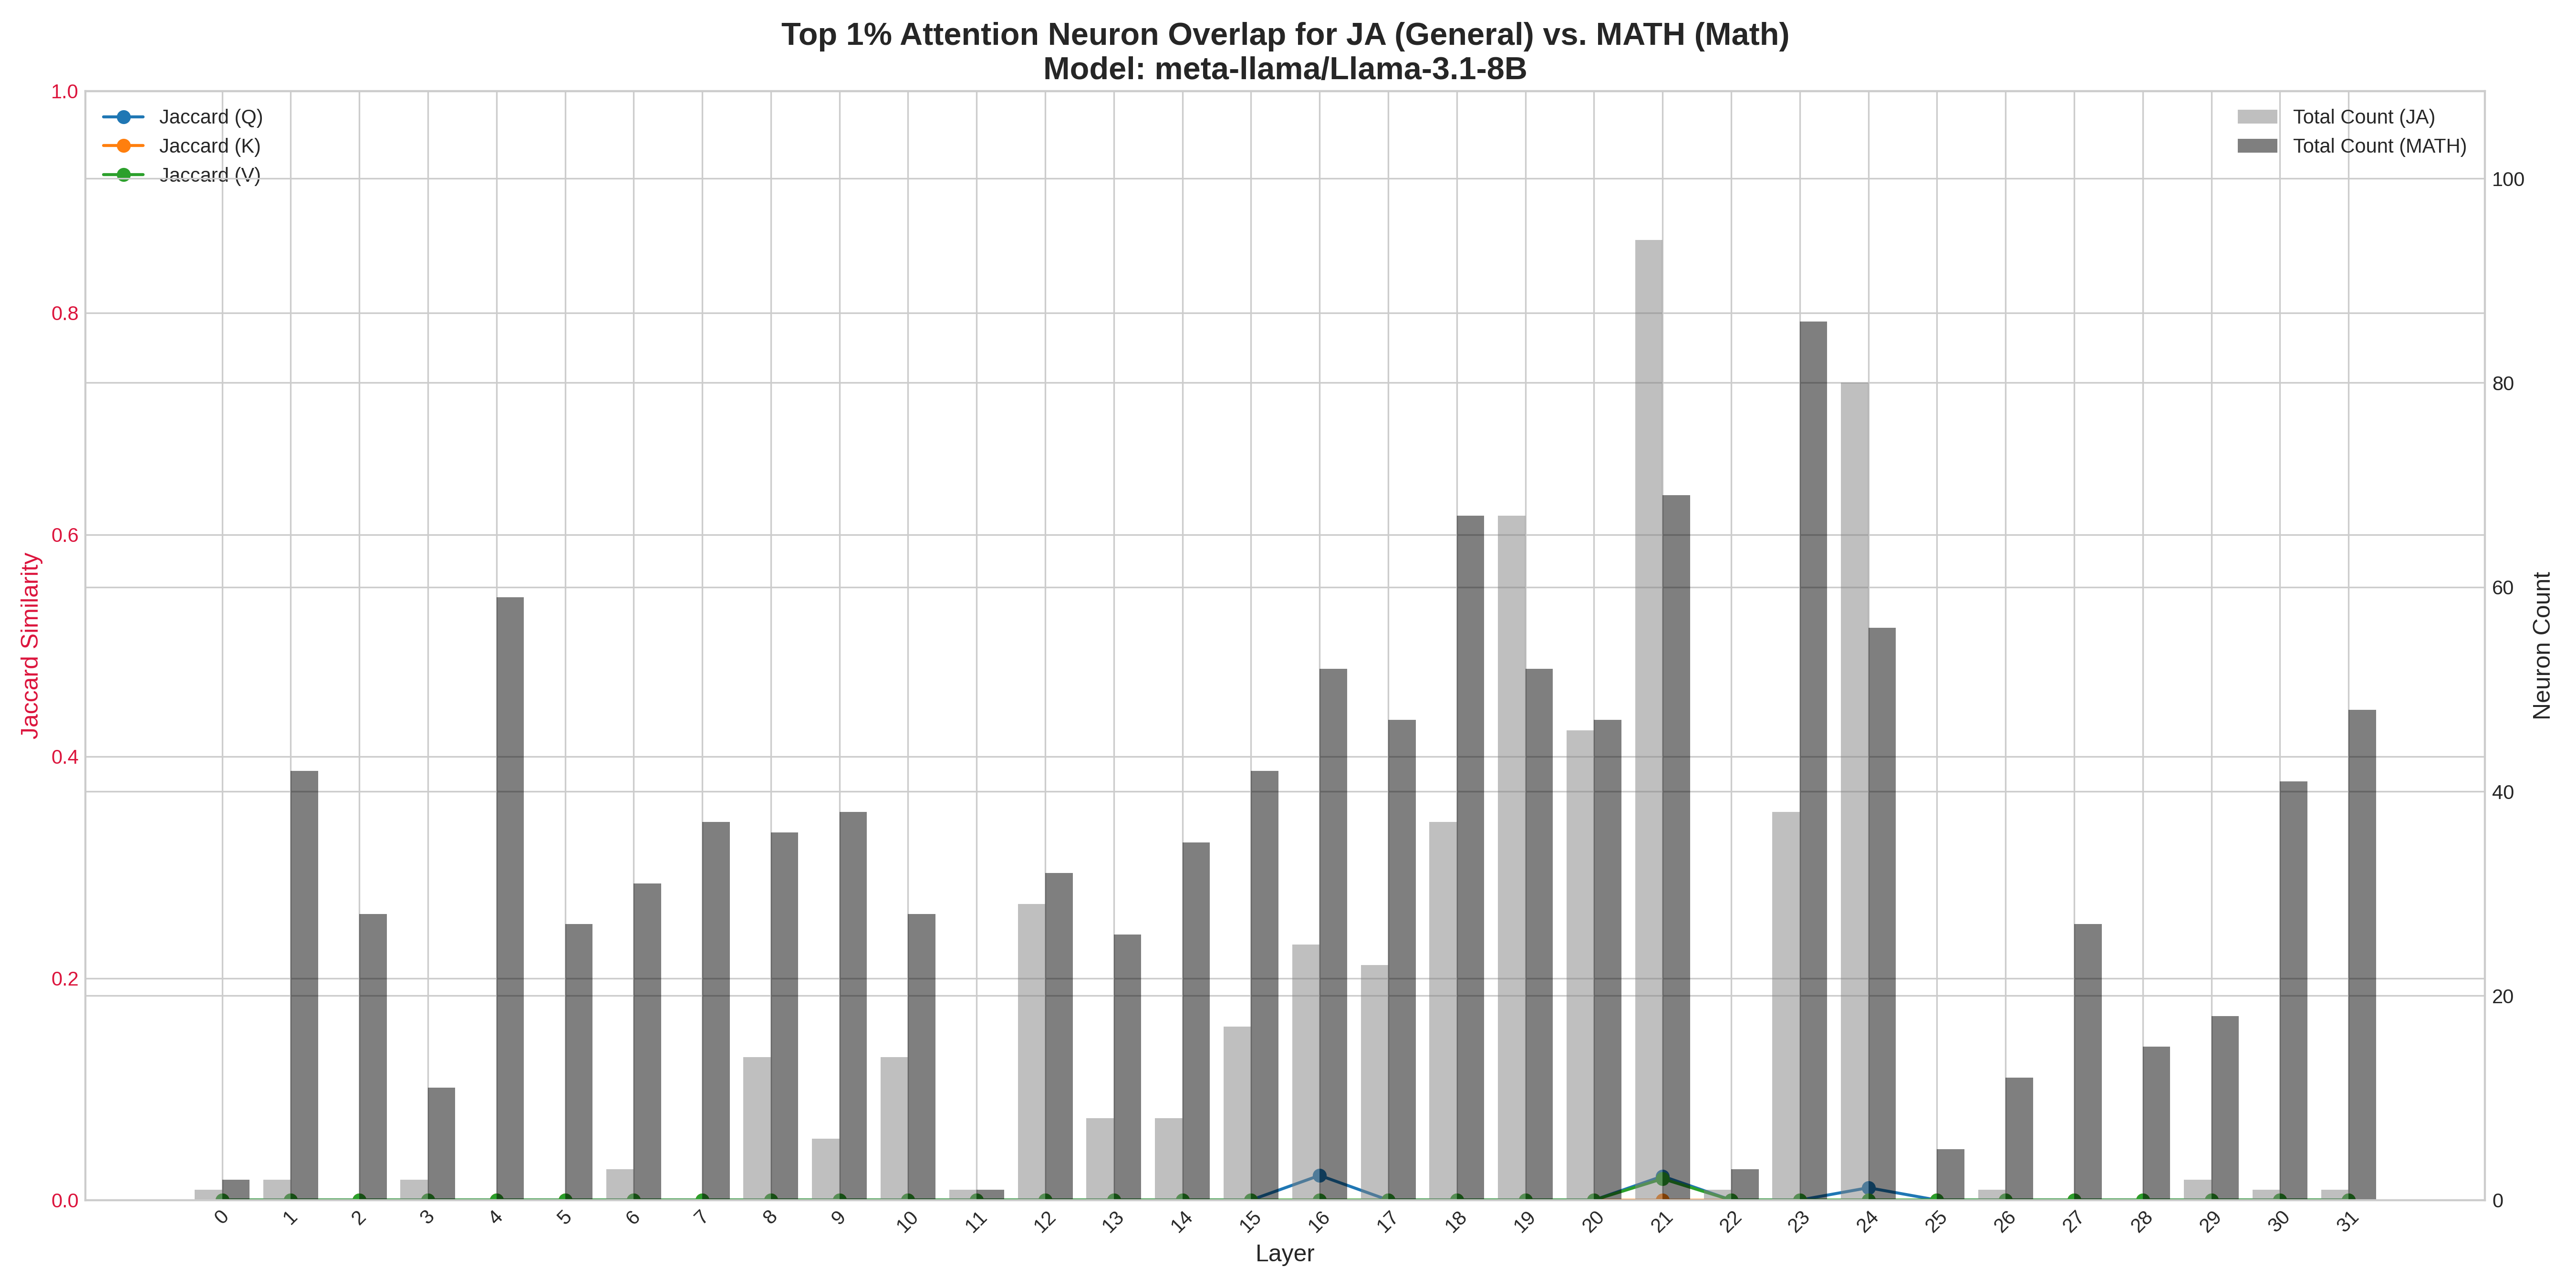 Top 1% Attention Neuron Overlap for JA (General) vs. MATH (Math)
Model: meta-llama/Llama-3.1-8B
Jaccard (Q)
Jaccard (K)
Jaccard (V)
Total Count (JA)
Total Count (MATH)
Jaccard Similarity
1.0
0.8
0.6
0.4
0.2
0.0
Neuron Count
100
80
60
40
20
0
0 1 2 3 4 5 6 7 8 9 10 11 12 13 14 15 16 17 18 19 20 21 22 23 24 25 26 27 28 29 30 31
Layer